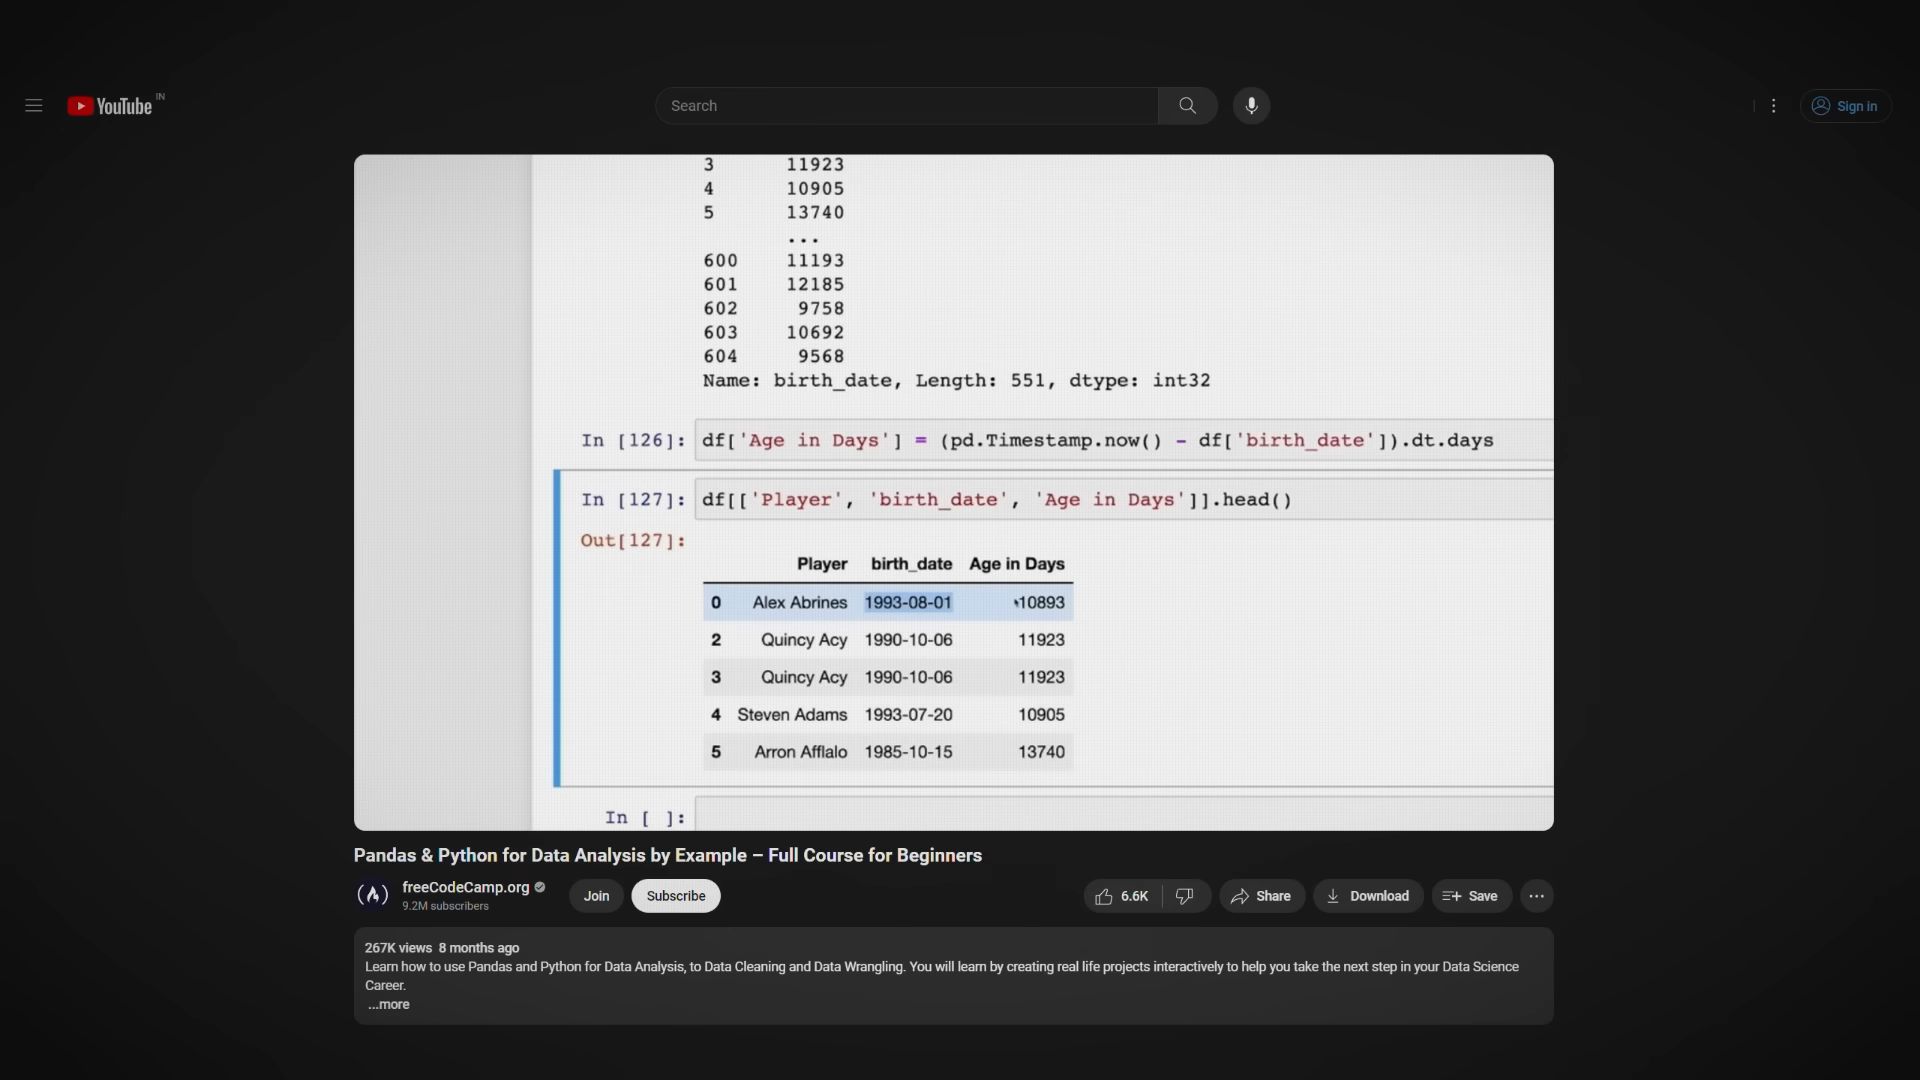 YouTube IN
Search
Sign in
3 11923
4 10905
5 13740
...
600 11193
601 12185
602 9758
603 10692
604 9568
Name: birth_date, Length: 551, dtype: int32
In [126]: df['Age in Days'] = (pd.Timestamp.now() - df['birth_date']).dt.days
In [127]: df[['Player', 'birth_date', 'Age in Days']].head()
Out[127]:
Player birth_date Age in Days
0 Alex Abrines 1993-08-01 10893
2 Quincy Acy 1990-10-06 11923
3 Quincy Acy 1990-10-06 11923
4 Steven Adams 1993-07-20 10905
5 Arron Afflalo 1985-10-15 13740
In [ ]:
Pandas & Python for Data Analysis by Example – Full Course for Beginners
freeCodeCamp.org
9.2M subscribers
Join
Subscribe
6.6K
Share
Download
Save
267K views 8 months ago
Learn how to use Pandas and Python for Data Analysis, to Data Cleaning and Data Wrangling. You will learn by creating real life projects interactively to help you take the next step in your Data Science
Career.
...more